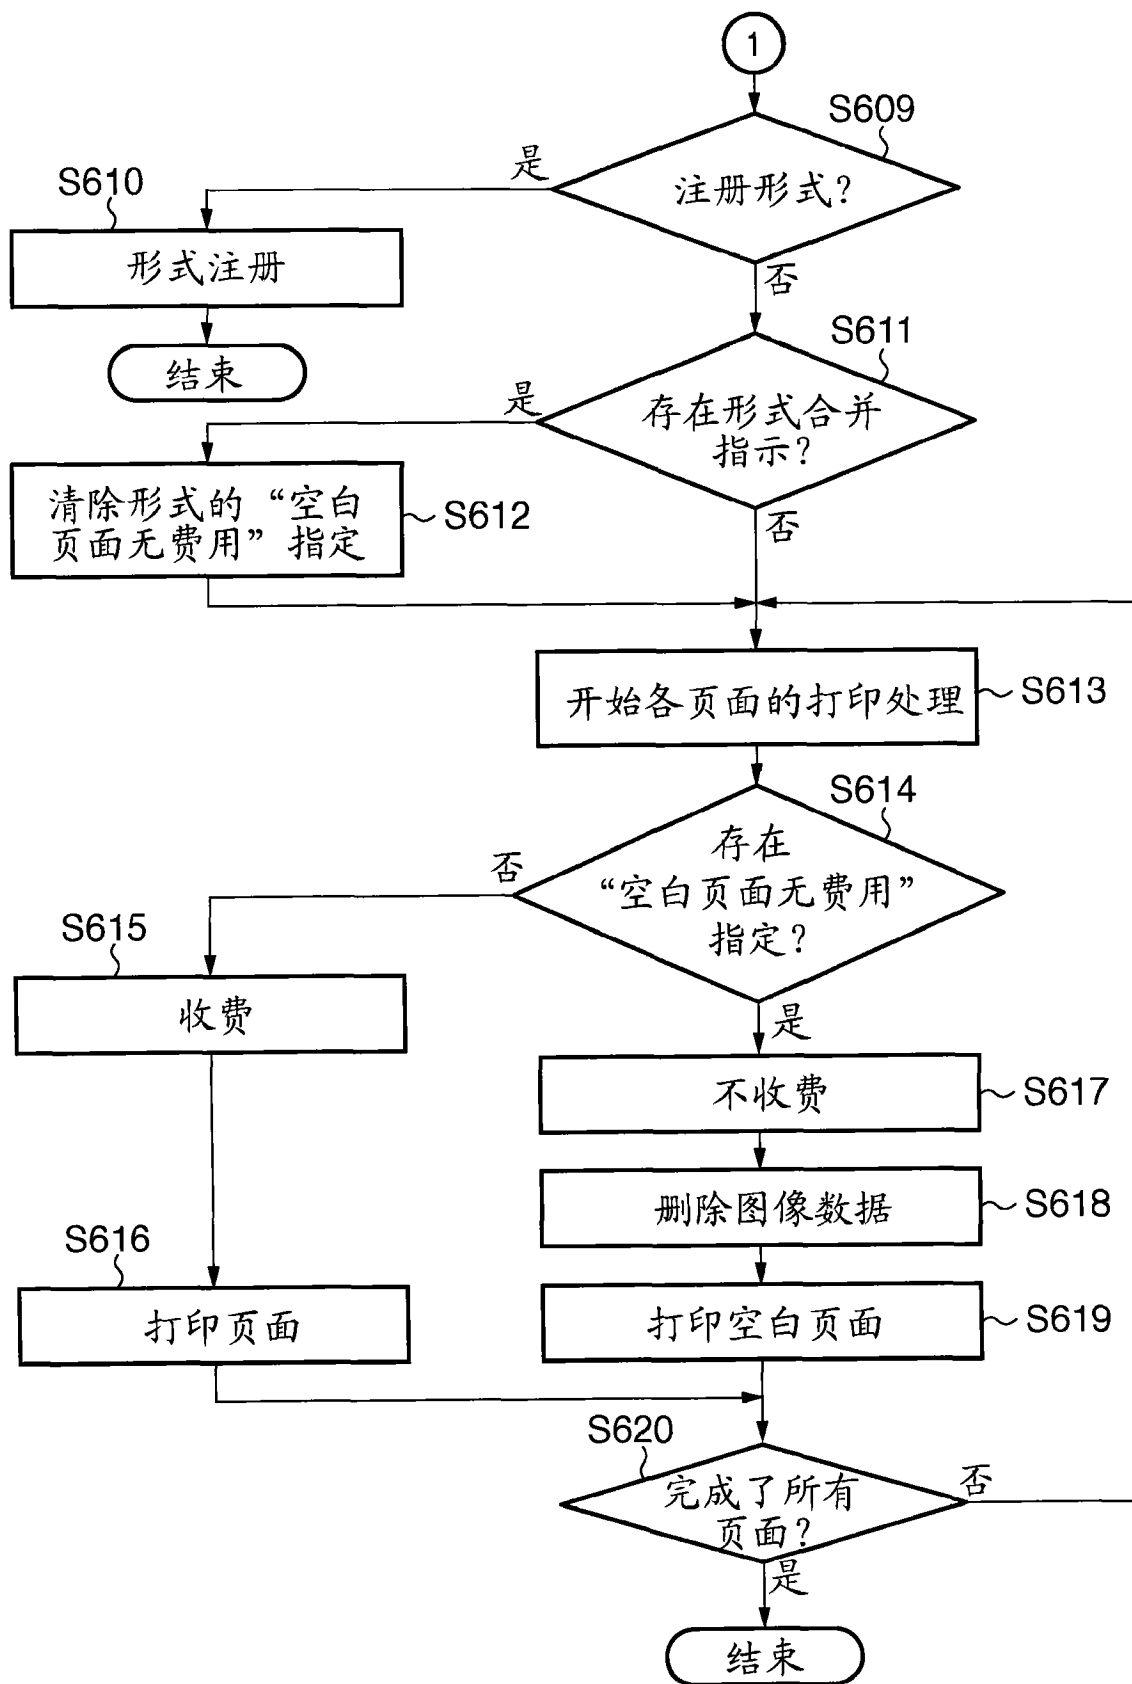 1
S609
注册形式？
是
S610
形式注册
结束
否
S611
存在形式合并
指示？
是
清除形式的“空白
页面无费用”指定
S612
否
开始各页面的打印处理
S613
S614
存在
“空白页面无费用”
指定？
否
S615
收费
是
不收费
S617
删除图像数据
S618
S616
打印页面
打印空白页面
S619
S620
完成了所有
页面？
否
是
结束